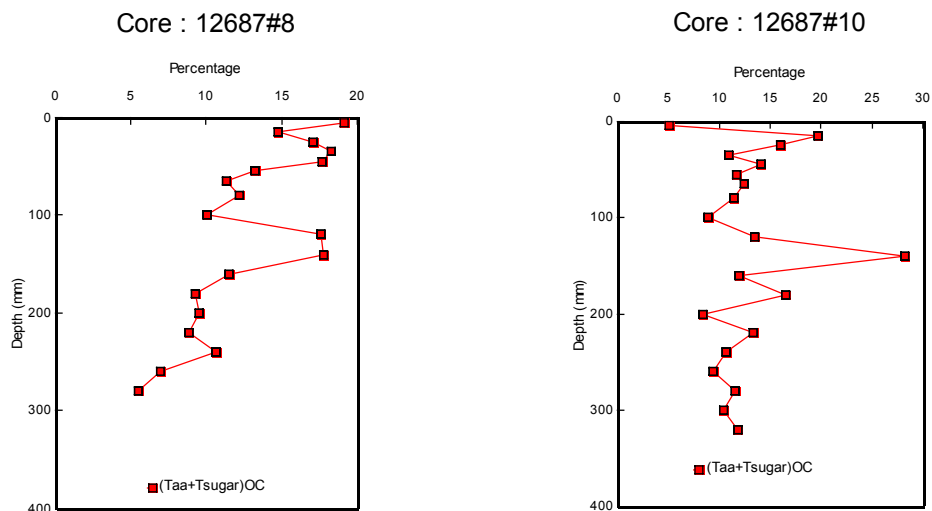 Core : 12687#8
Percentage
0 5 10 15 20
0
100
200
300
400
Depth (mm)
(Taa+Tsugar)OC
Core : 12687#10
Percentage
0 5 10 15 20 25 30
0
100
200
300
400
Depth (mm)
(Taa+Tsugar)OC